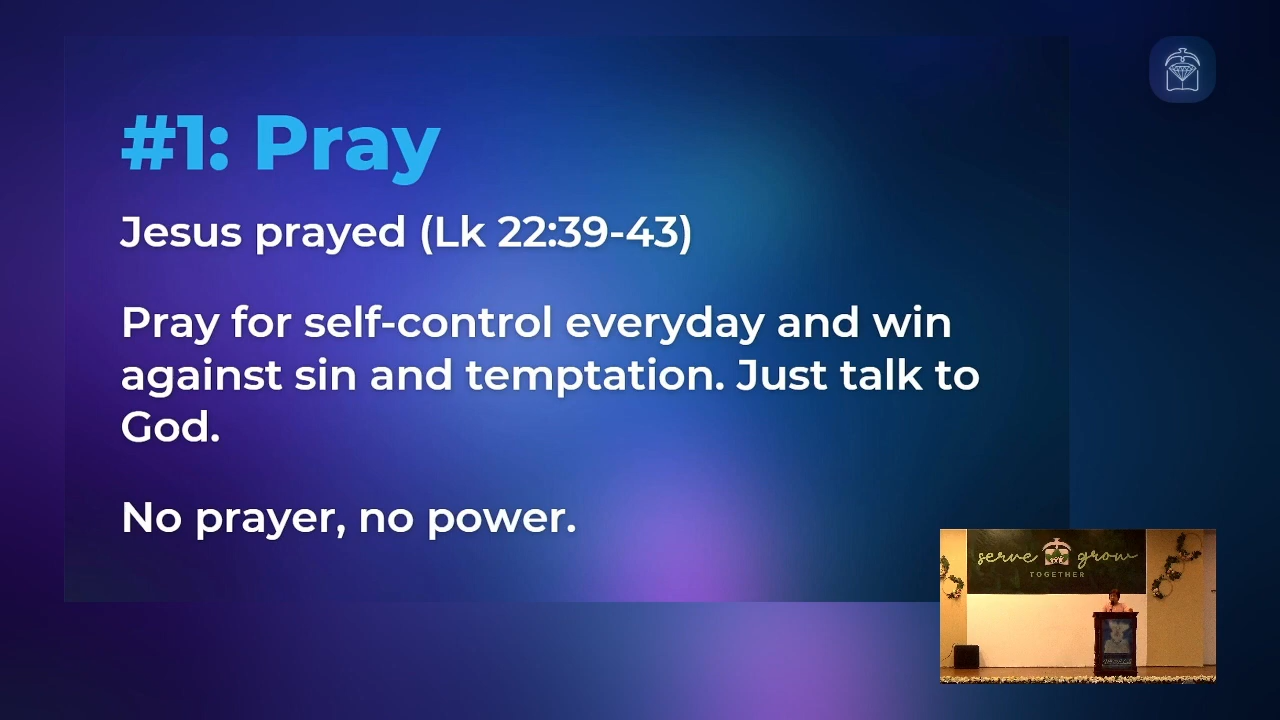 #1: Pray
Jesus prayed (Lk 22:39-43)
Pray for self-control everyday and win
against sin and temptation. Just talk to
God.
No prayer, no power.
serve grow
TOGETHER